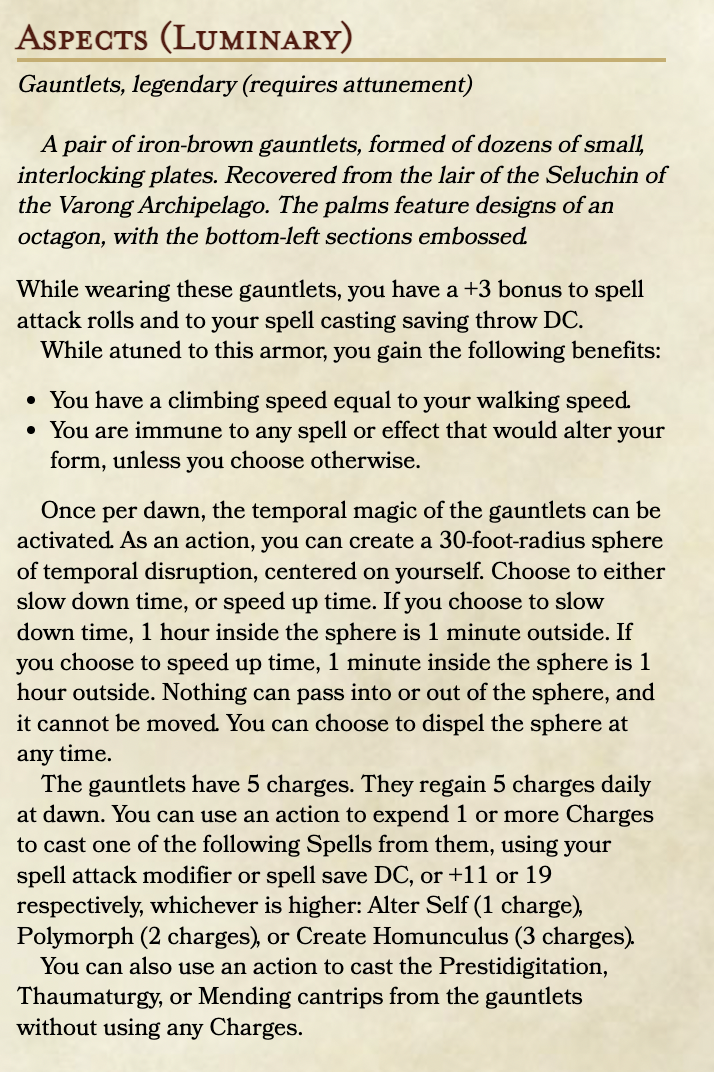 Aspects (Luminary)
Gauntlets, legendary (requires attunement)
A pair of iron-brown gauntlets, formed of dozens of small,
interlocking plates. Recovered from the lair of the Seluchin of
the Varong Archipelago. The palms feature designs of an
octagon, with the bottom-left sections embossed.
While wearing these gauntlets, you have a +3 bonus to spell
attack rolls and to your spell casting saving throw DC.
While atuned to this armor, you gain the following benefits:
• You have a climbing speed equal to your walking speed.
• You are immune to any spell or effect that would alter your
form, unless you choose otherwise.
Once per dawn, the temporal magic of the gauntlets can be
activated. As an action, you can create a 30-foot-radius sphere
of temporal disruption, centered on yourself. Choose to either
slow down time, or speed up time. If you choose to slow
down time, 1 hour inside the sphere is 1 minute outside. If
you choose to speed up time, 1 minute inside the sphere is 1
hour outside. Nothing can pass into or out of the sphere, and
it cannot be moved. You can choose to dispel the sphere at
any time.
The gauntlets have 5 charges. They regain 5 charges daily
at dawn. You can use an action to expend 1 or more Charges
to cast one of the following Spells from them, using your
spell attack modifier or spell save DC, or +11 or 19
respectively, whichever is higher: Alter Self (1 charge),
Polymorph (2 charges), or Create Homunculus (3 charges).
You can also use an action to cast the Prestidigitation,
Thaumaturgy, or Mending cantrips from the gauntlets
without using any Charges.